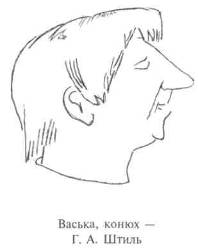 Васька, конюх —
Г. А. Штиль